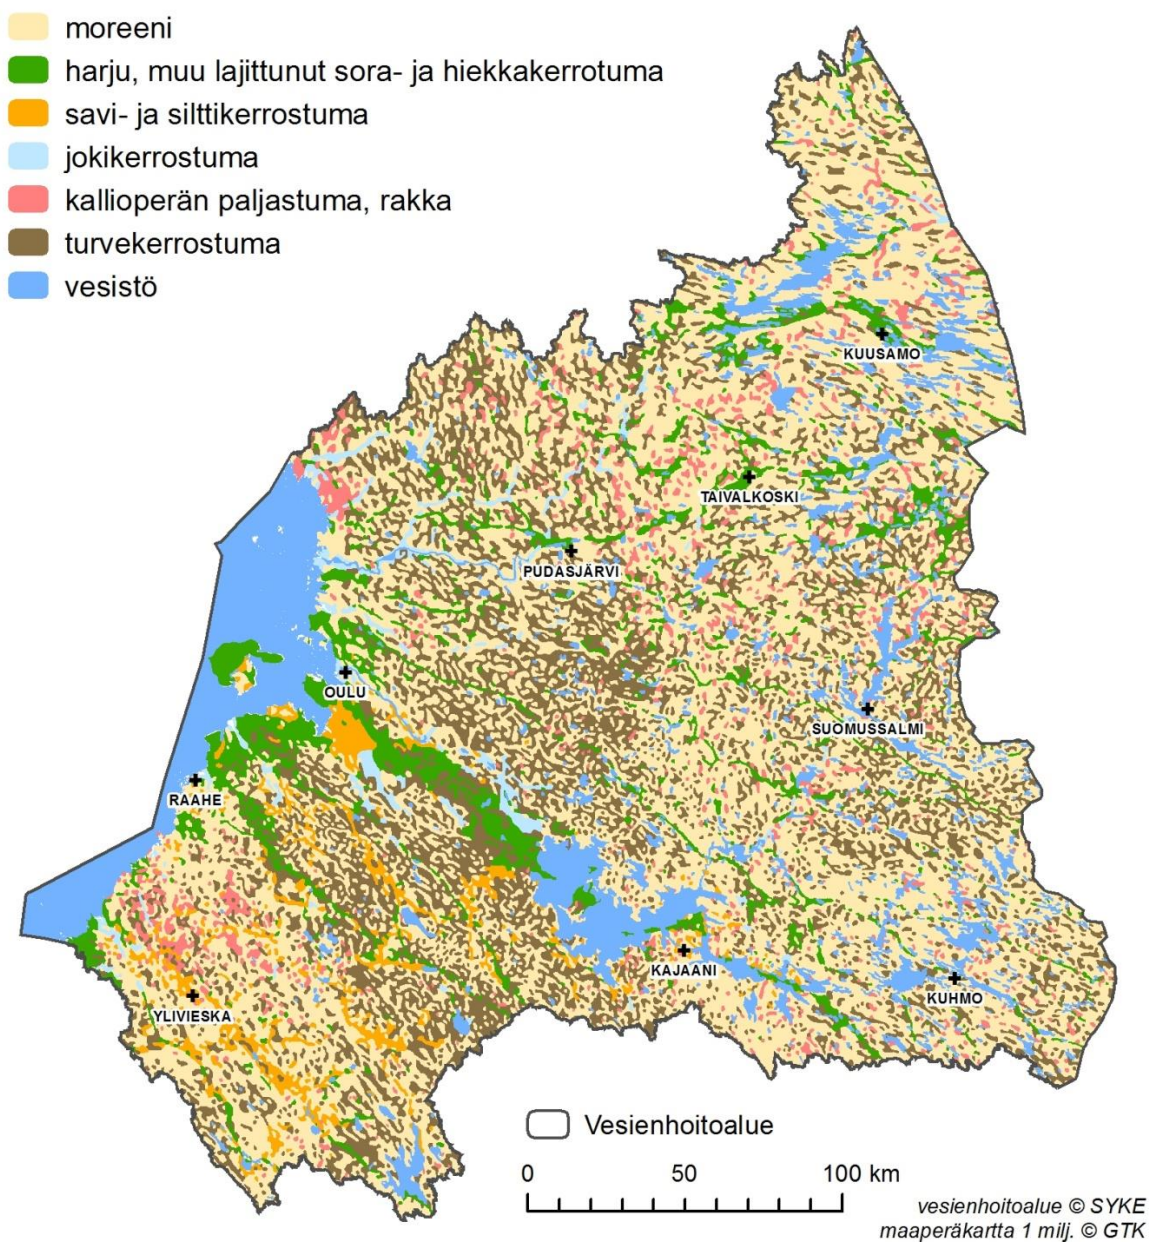 moreeni
harju, muu lajittunut sora- ja hiekkakerrotuma
savi- ja silttikerrostuma
jokikerrostuma
kallioperän paljastuma, rakka
turvekerrostuma
vesistö
KUUSAMO
TAIVALKOSKI
PUDASJÄRVI
OULU
SUOMUSSALMI
RAAHE
KAJAANI
KUHMO
YLIVIESKA
Vesienhoitoalue
0 50 100 km
vesienhoitoalue © SYKE
maaperäkartta 1 milj. © GTK